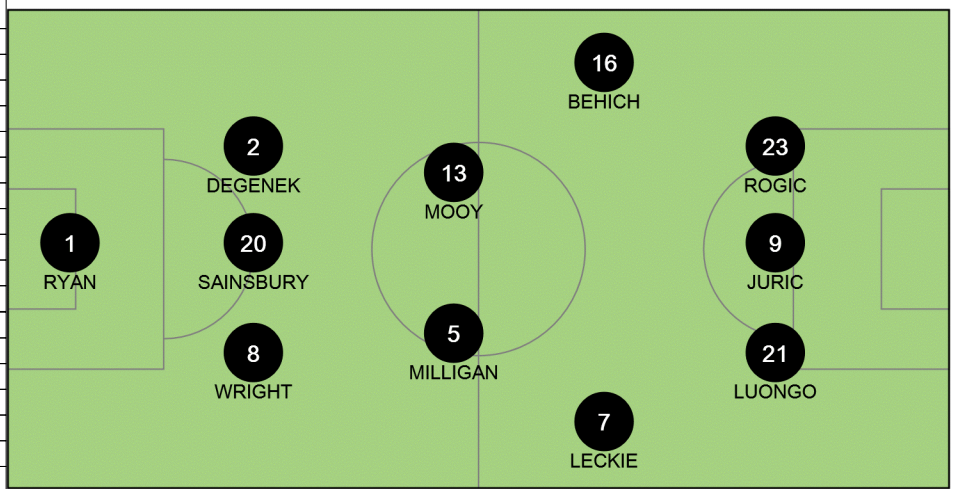 1
RYAN
2
DEGENEK
20
SAINSBURY
8
WRIGHT
13
MOOY
5
MILLIGAN
16
BEHICH
7
LECKIE
23
ROGIC
9
JURIC
21
LUONGO